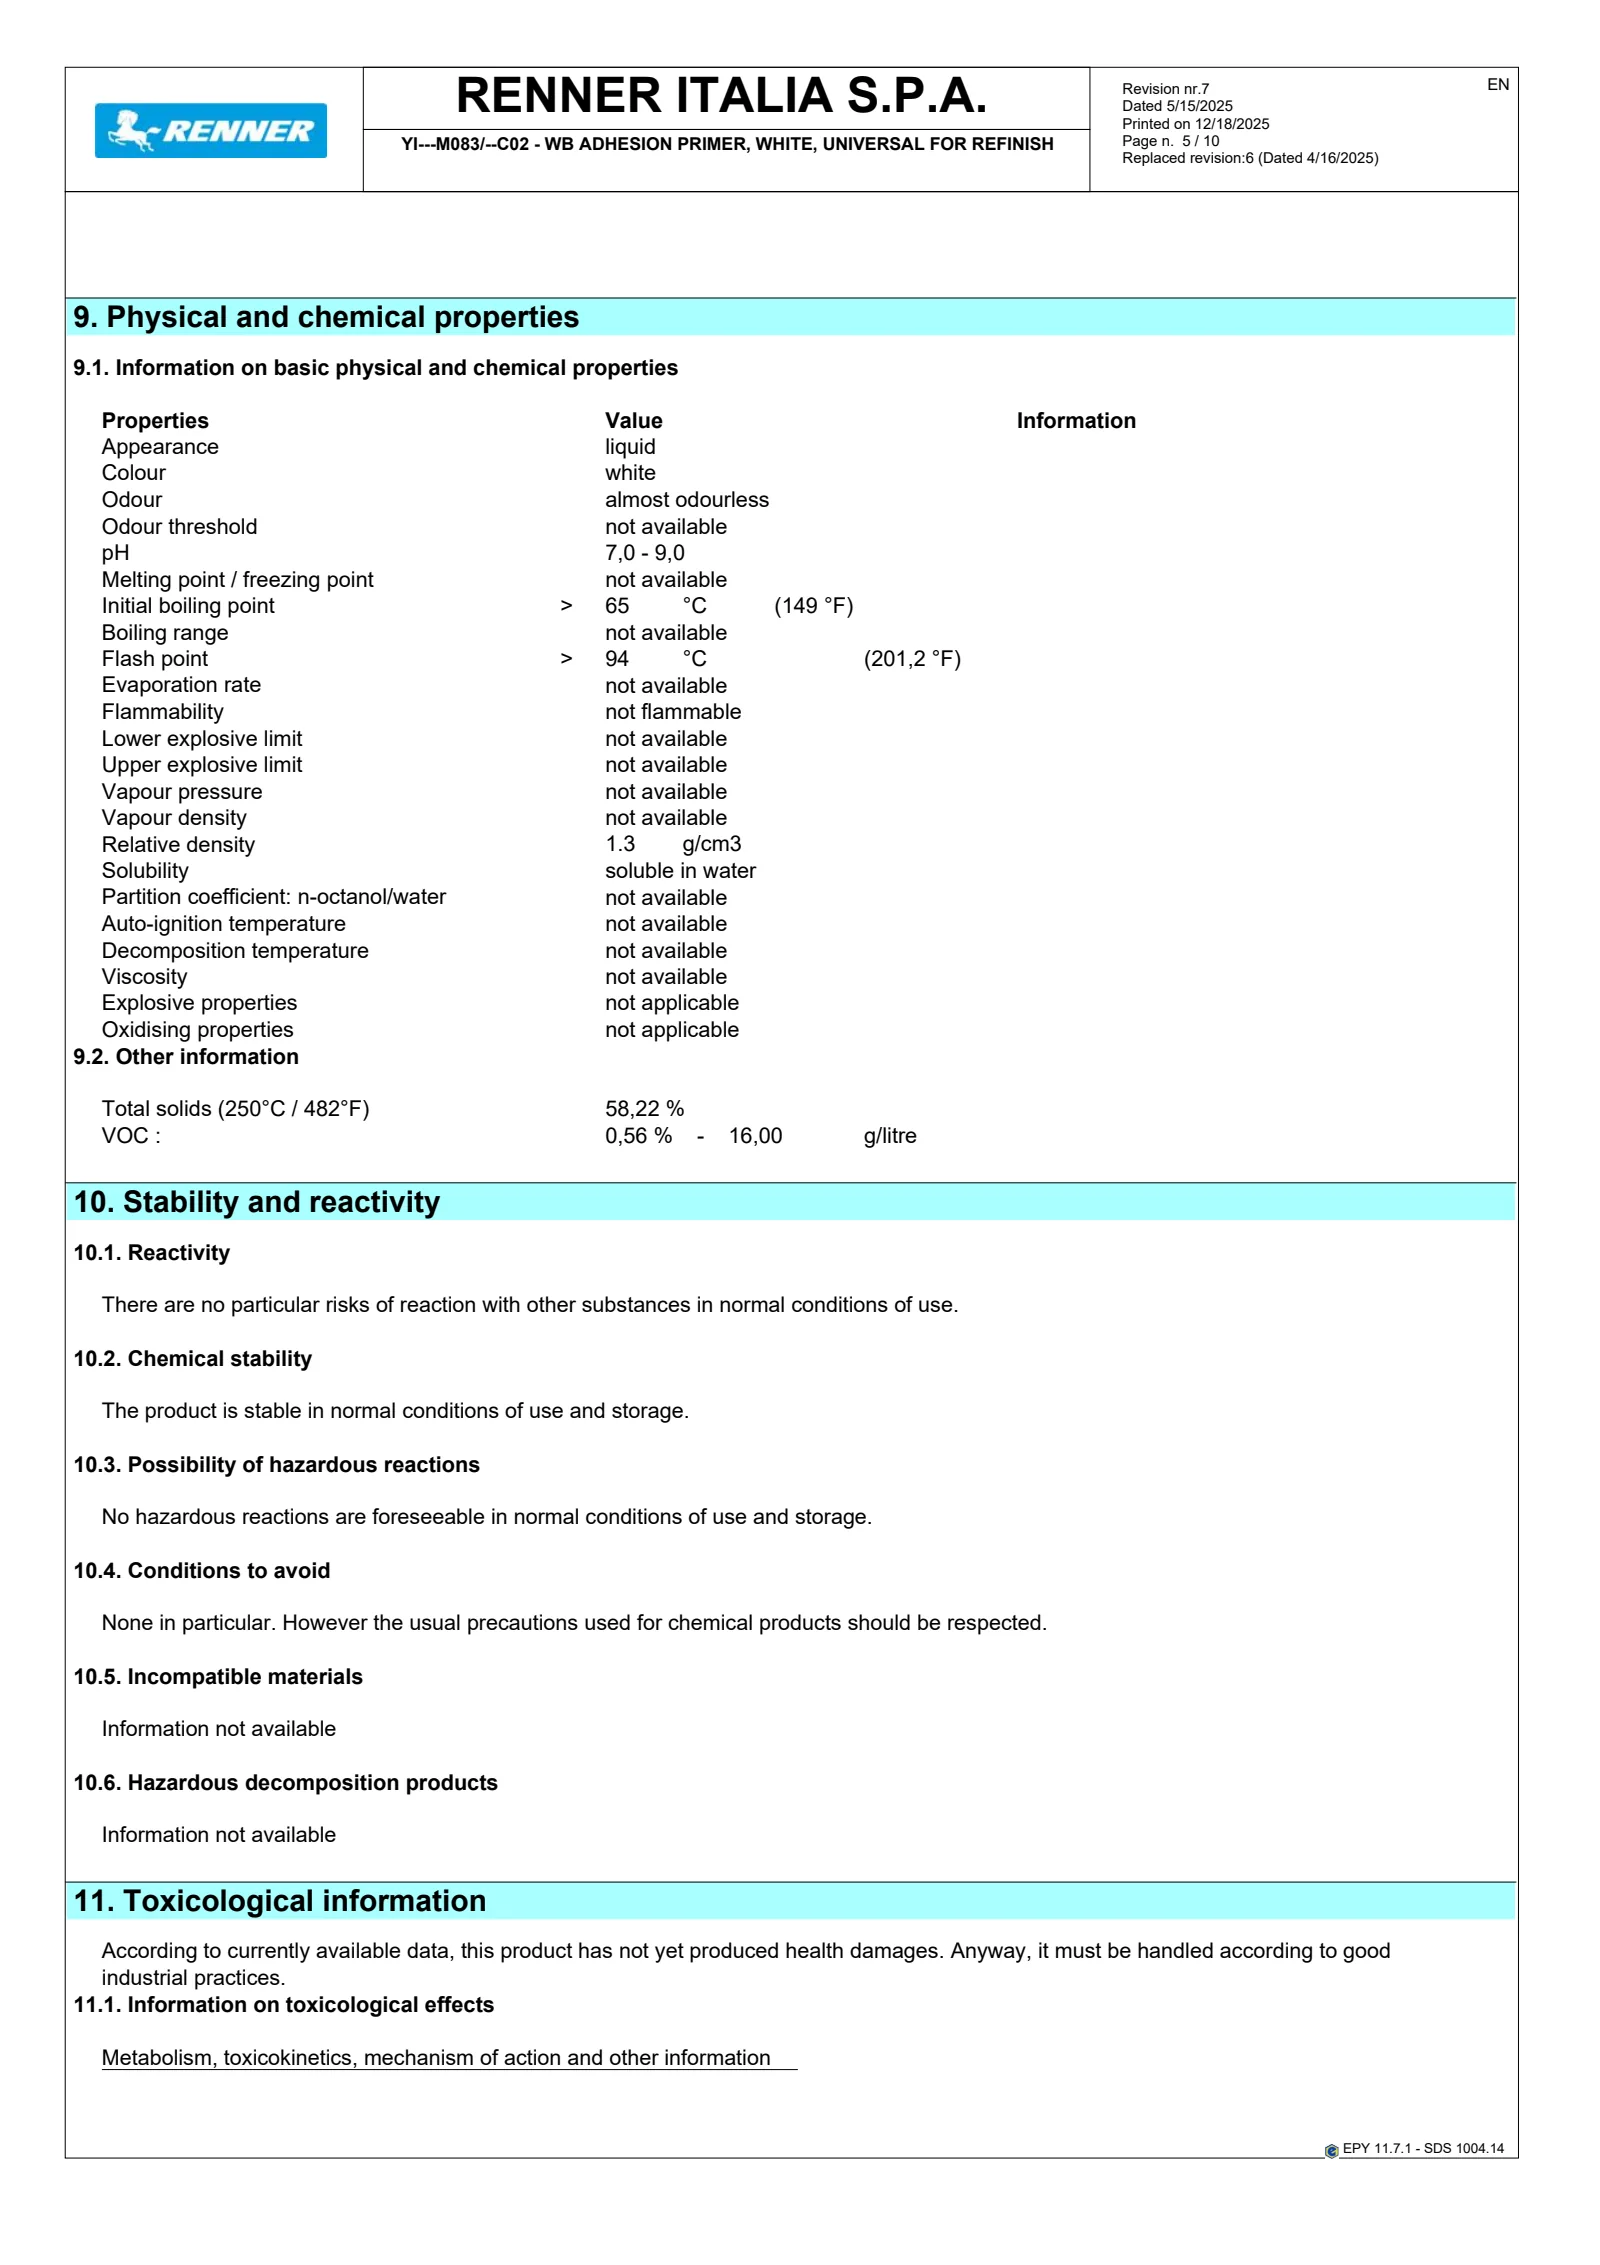 RENNER
RENNER ITALIA S.P.A.
YI---M083/--C02 - WB ADHESION PRIMER, WHITE, UNIVERSAL FOR REFINISH
EN
Revision nr.7
Dated 5/15/2025
Printed on 12/18/2025
Page n. 5 / 10
Replaced revision:6 (Dated 4/16/2025)
9. Physical and chemical properties
9.1. Information on basic physical and chemical properties
Properties Value Information
Appearance liquid
Colour white
Odour almost odourless
Odour threshold not available
pH 7,0 - 9,0
Melting point / freezing point not available
Initial boiling point > 65 °C (149 °F)
Boiling range not available
Flash point > 94 °C (201,2 °F)
Evaporation rate not available
Flammability not flammable
Lower explosive limit not available
Upper explosive limit not available
Vapour pressure not available
Vapour density not available
Relative density 1.3 g/cm3
Solubility soluble in water
Partition coefficient: n-octanol/water not available
Auto-ignition temperature not available
Decomposition temperature not available
Viscosity not available
Explosive properties not applicable
Oxidising properties not applicable
9.2. Other information
Total solids (250°C / 482°F) 58,22 %
VOC : 0,56 % - 16,00 g/litre
10. Stability and reactivity
10.1. Reactivity
There are no particular risks of reaction with other substances in normal conditions of use.
10.2. Chemical stability
The product is stable in normal conditions of use and storage.
10.3. Possibility of hazardous reactions
No hazardous reactions are foreseeable in normal conditions of use and storage.
10.4. Conditions to avoid
None in particular. However the usual precautions used for chemical products should be respected.
10.5. Incompatible materials
Information not available
10.6. Hazardous decomposition products
Information not available
11. Toxicological information
According to currently available data, this product has not yet produced health damages. Anyway, it must be handled according to good
industrial practices.
11.1. Information on toxicological effects
Metabolism, toxicokinetics, mechanism of action and other information
EPY 11.7.1 - SDS 1004.14